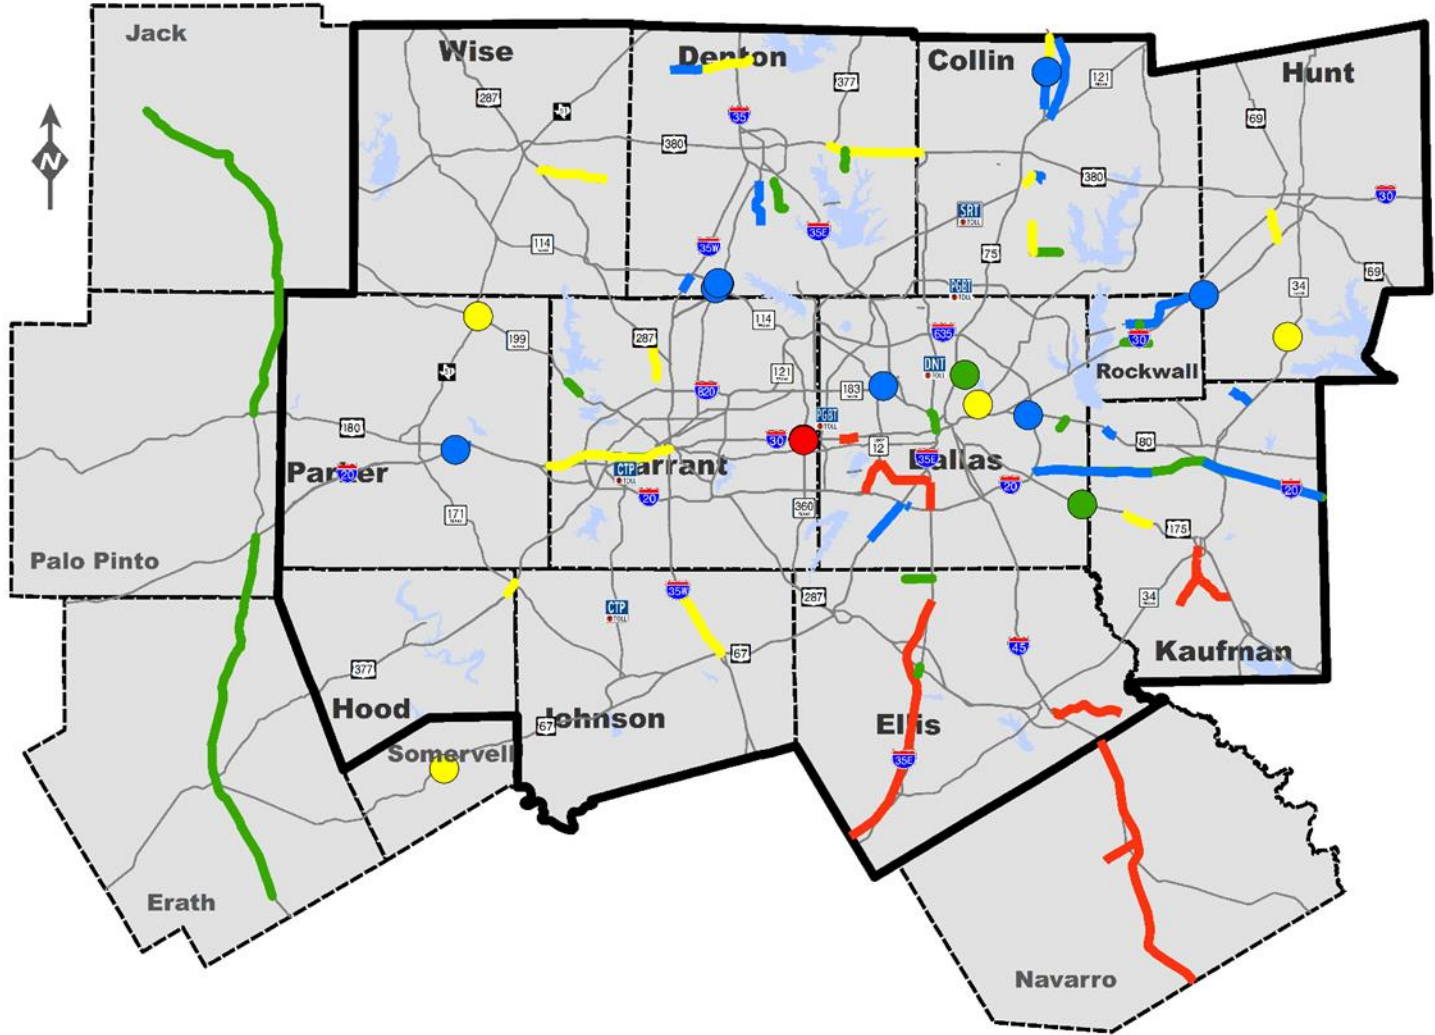 Jack
Wise
Denton
Collin
Hunt
N
287
377
121
69
35
380
380
30
SRT
TOLL
114
35W
35E
75
69
34
PGBT
TOLL
199
287
114
635
30
DNT
TOLL
Rockwall
121
183
820
PGBT
TOLL
180
30
12
80
Parker
20
CTP
TOLL
Tarrant
35E
Dallas
20
20
20
171
360
175
Palo Pinto
35W
287
34
CTP
TOLL
67
45
Kaufman
377
Hood
67
Johnson
Ellis
Somervell
35E
Erath
Navarro